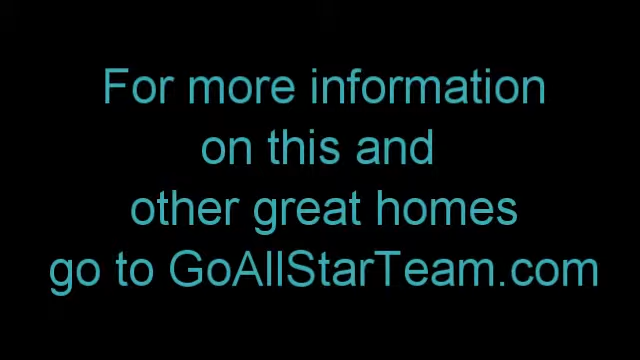 For more information
on this and
other great homes
go to GoAllStarTeam.com